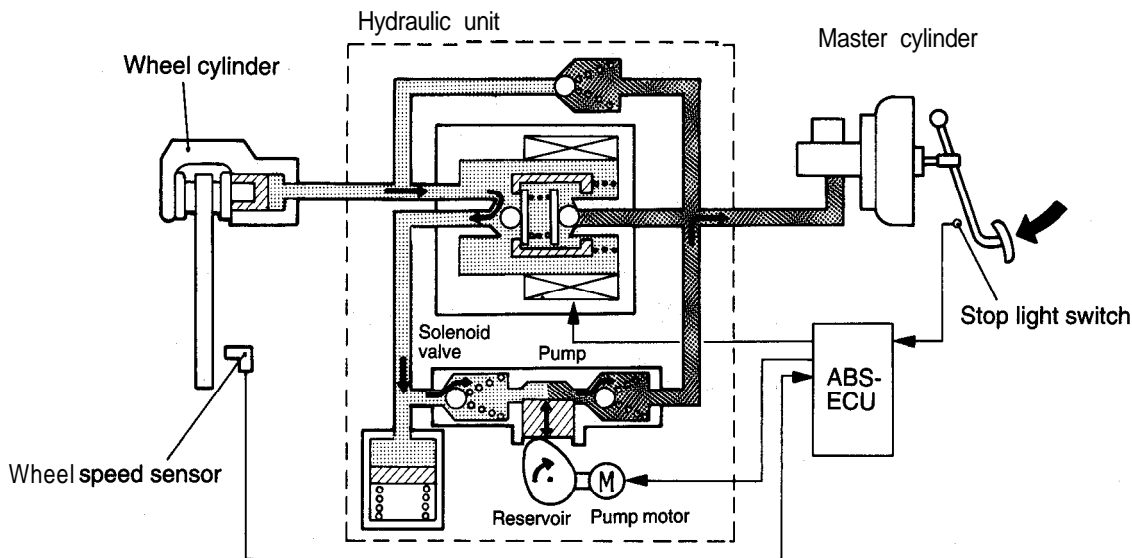 Hydraulic unit
Master cylinder
Wheel cylinder
Stop light switch
Solenoid
valve
Pump
ABS-
ECU
Wheel speed sensor
M
Reservoir
Pump motor